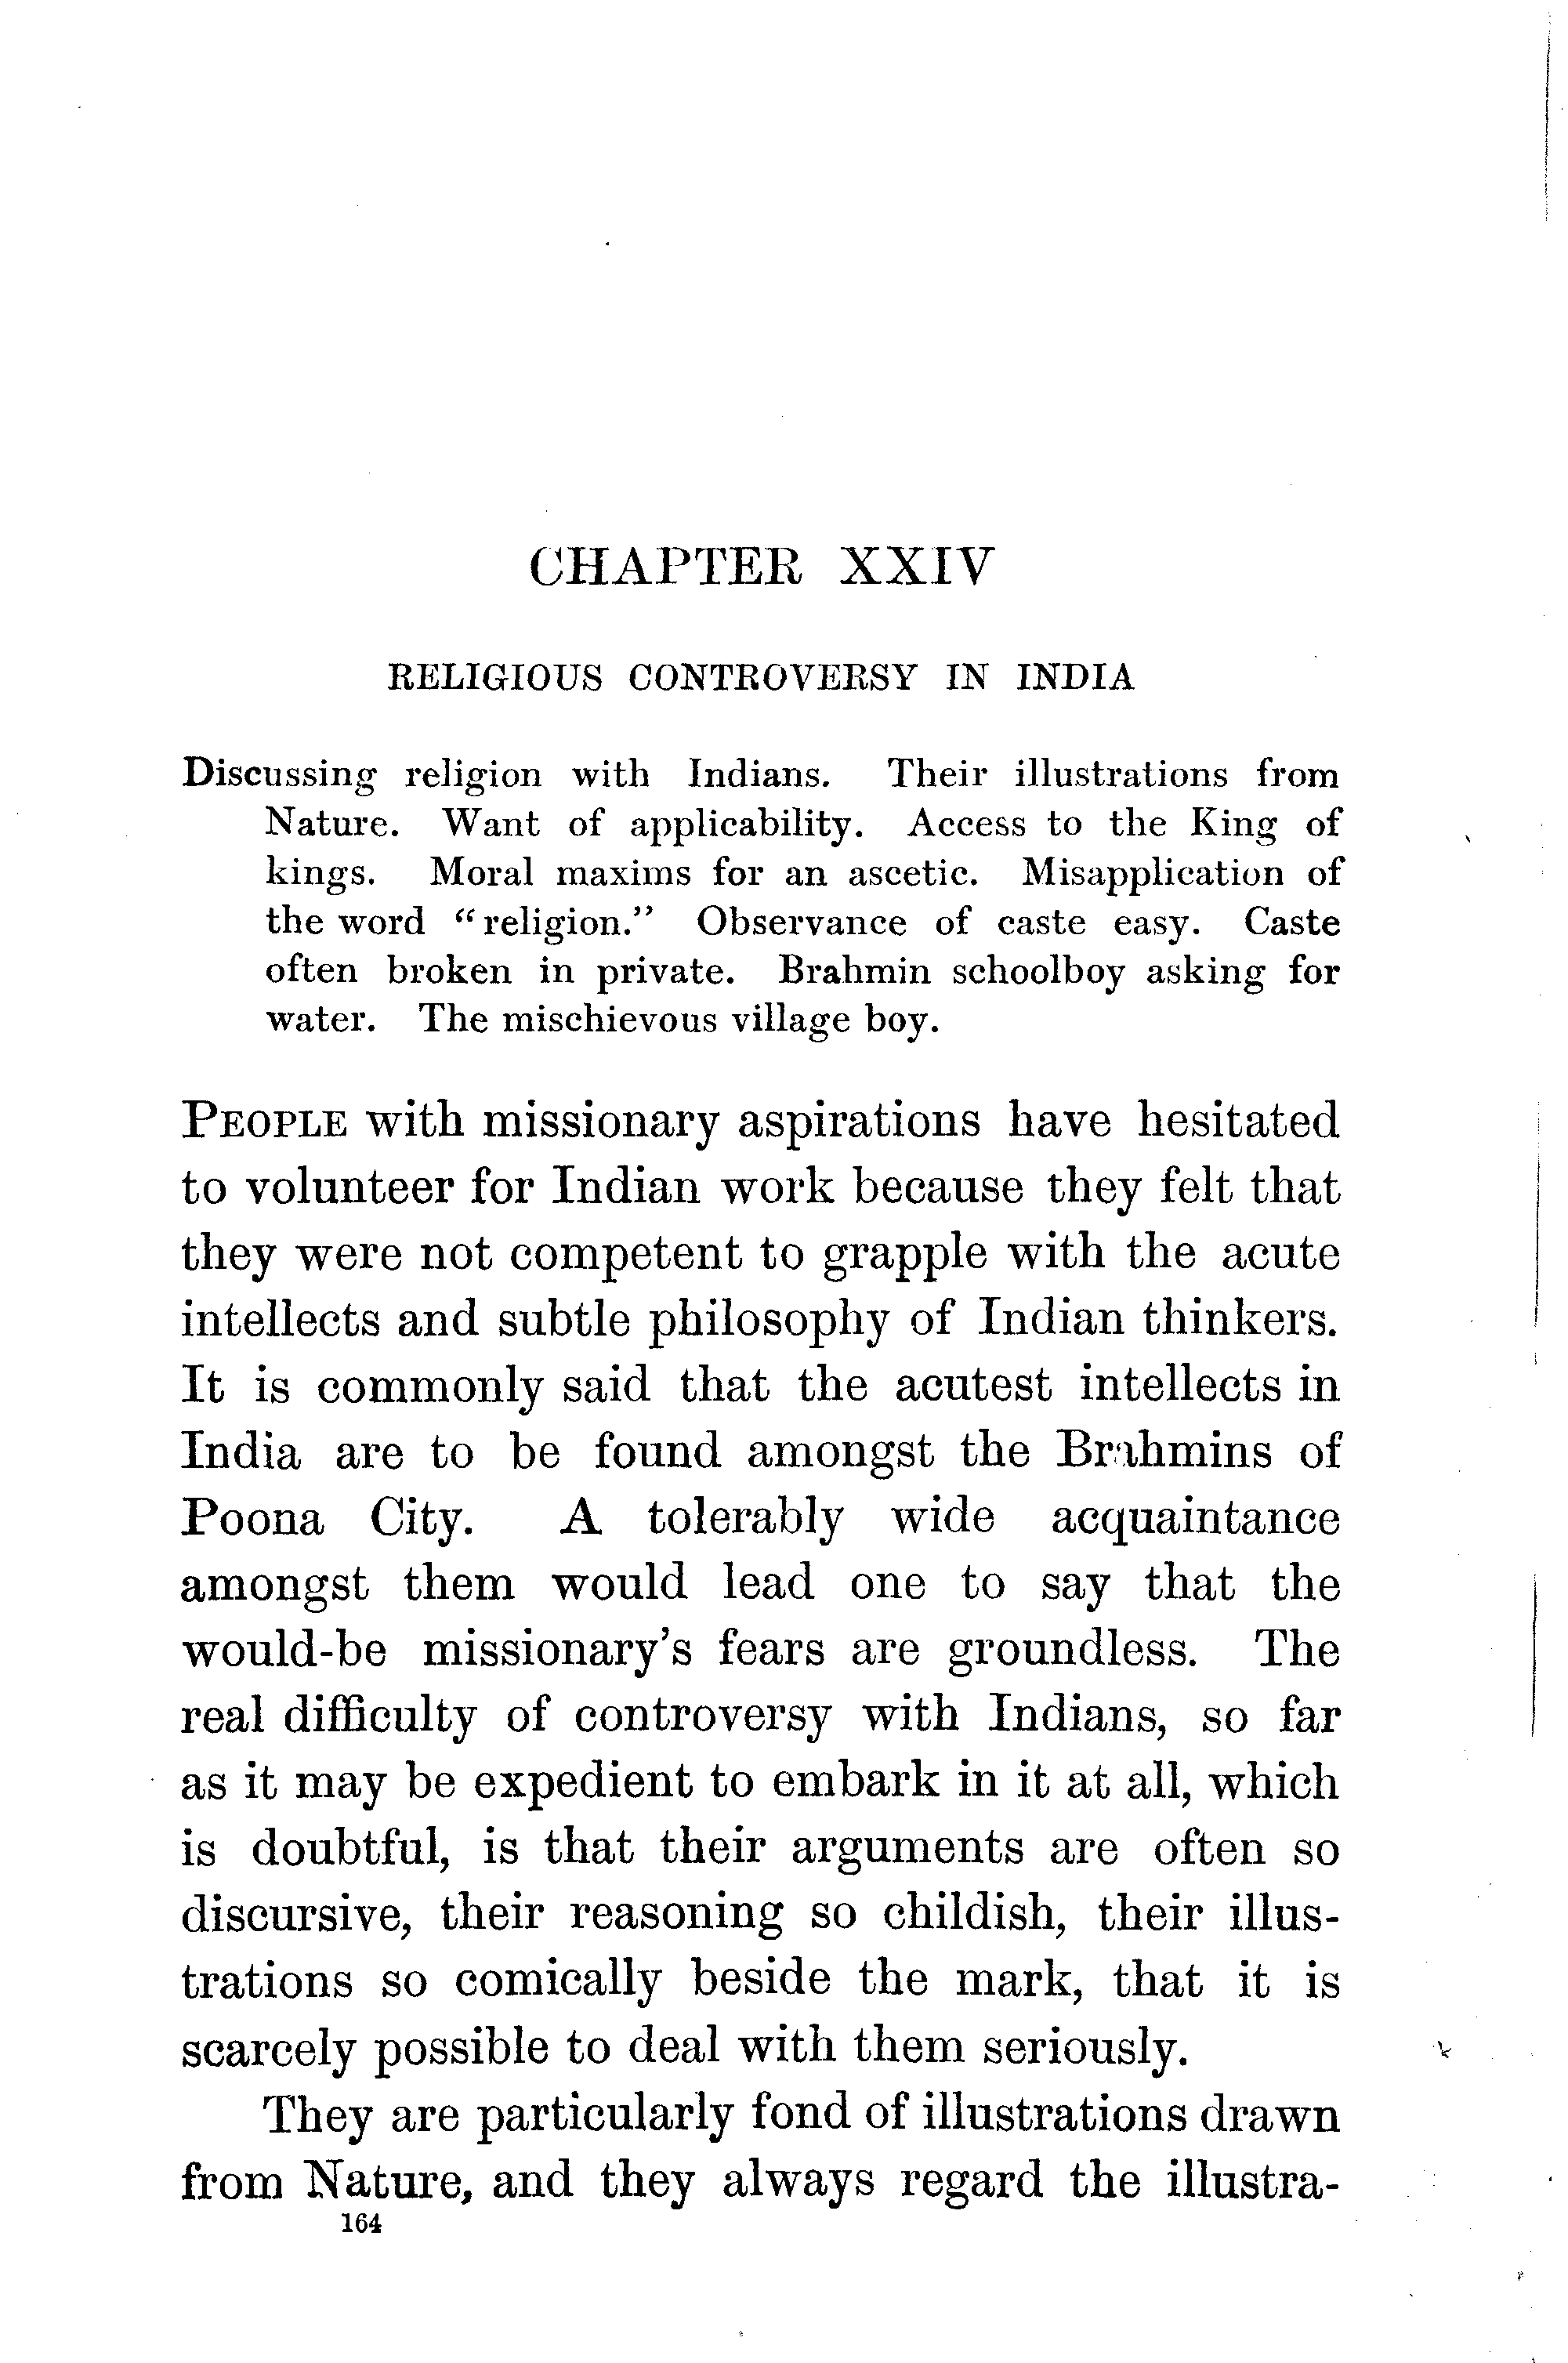 CHAPTER XXIV
RELIGIOUS CONTROVERSY IN INDIA
Discussing religion with Indians. Their illustrations from
Nature. Want of applicability. Access to the King of
kings. Moral maxims for an ascetic. Misapplication of
the word “religion.” Observance of caste easy. Caste
often broken in private. Brahmin schoolboy asking for
water. The mischievous village boy.
PEOPLE with missionary aspirations have hesitated
to volunteer for Indian work because they felt that
they were not competent to grapple with the acute
intellects and subtle philosophy of Indian thinkers.
It is commonly said that the acutest intellects in
India are to be found amongst the Brahmins of
Poona City. A tolerably wide acquaintance
amongst them would lead one to say that the
would-be missionary's fears are groundless. The
real difficulty of controversy with Indians, so far
as it may be expedient to embark in it at all, which
is doubtful, is that their arguments are often so
discursive, their reasoning so childish, their illus-
trations so comically beside the mark, that it is
scarcely possible to deal with them seriously.
They are particularly fond of illustrations drawn
from Nature, and they always regard the illustra-
164